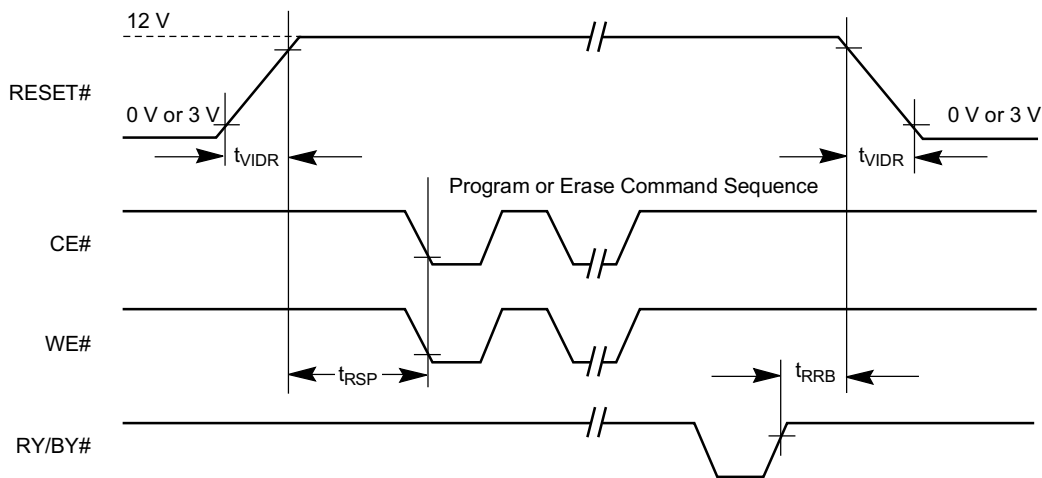 12 V
RESET#
0 V or 3 V
0 V or 3 V
tVIDR
tVIDR
Program or Erase Command Sequence
CE#
WE#
tRSP
tRRB
RY/BY#